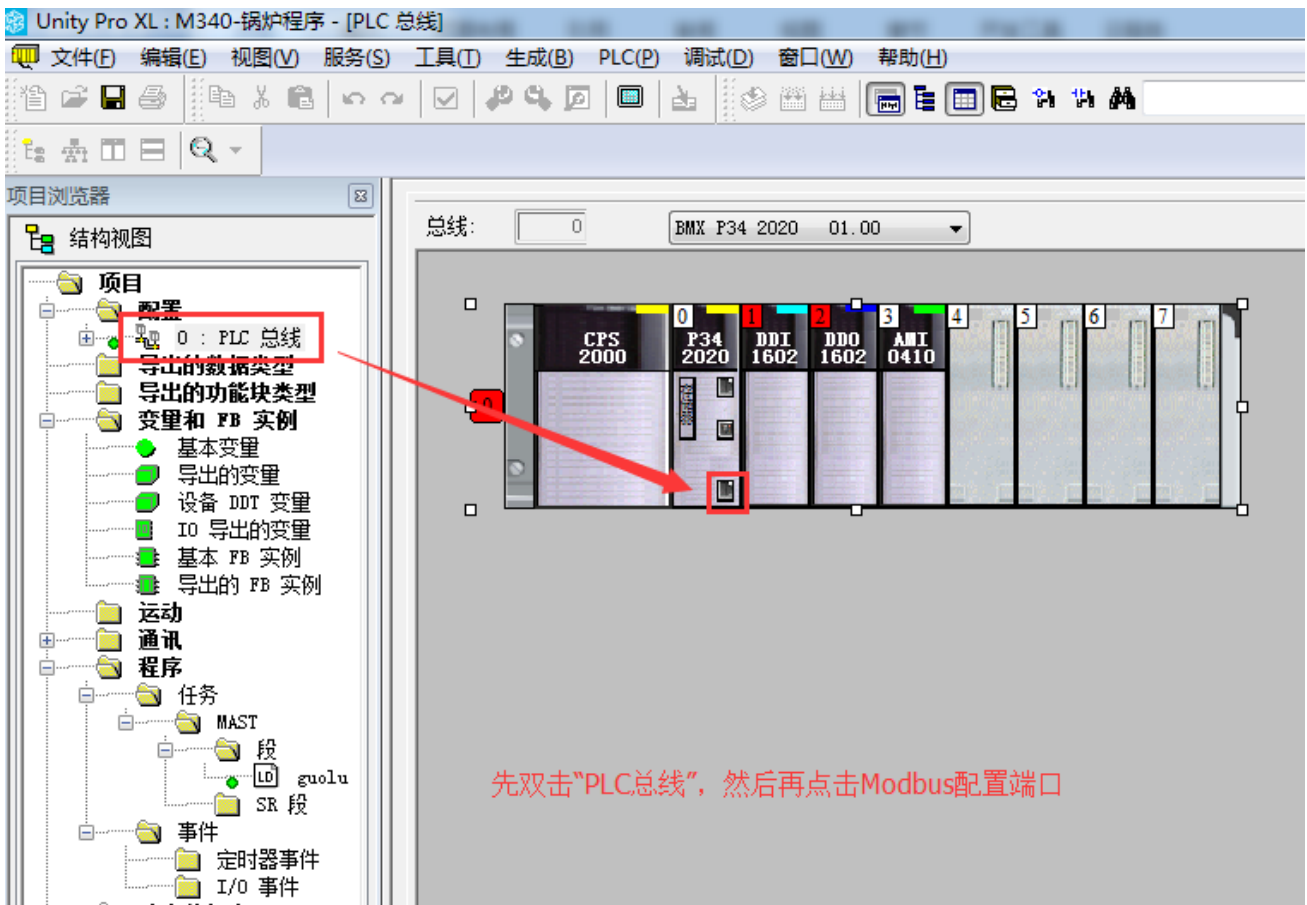 Unity Pro XL : M340-锅炉程序 - [PLC 总线]
文件(F) 编辑(E) 视图(V) 服务(S) 工具(T) 生成(B) PLC(P) 调试(D) 窗口(W) 帮助(H)
项目浏览器
结构视图
项目
配置
0 : PLC 总线
导出的数据类型
导出的功能块类型
变量和 FB 实例
基本变量
导出的变量
设备 DDT 变量
IO 导出的变量
基本 FB 实例
导出的 FB 实例
运动
通讯
程序
任务
MAST
段
LD guolu
SR 段
事件
定时器事件
I/O 事件
总线: 0 BMX P34 2020 01.00
0 1 2 3 4 5 6 7
CPS P34 DDI DDO AMI
2000 2020 1602 1602 0410
0
先双击“PLC总线”，然后再点击Modbus配置端口